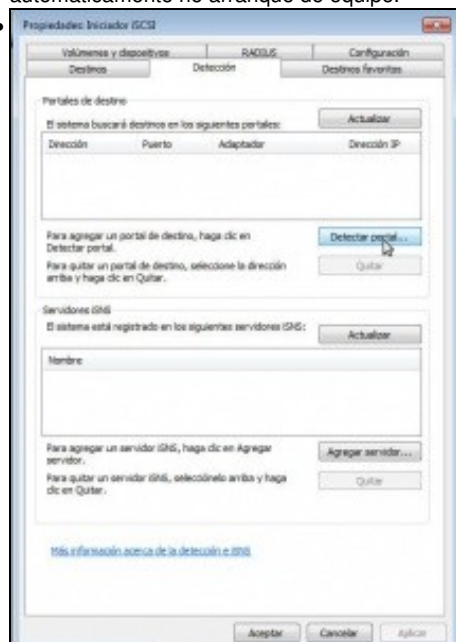 automaticamente no arranque do equipo.
Propiedades: Iniciador iSCSI
Volúmenes y dispositivos RADIUS Configuración
Destinos Detección Destinos favoritos
Portales de destino
El sistema buscará destinos en los siguientes portales:
Actualizar
Dirección Puerto Adaptador Dirección IP
Para agregar un portal de destino, haga clic en
Detectar portal.
Detectar portal...
Para quitar un portal de destino, seleccione la dirección
arriba y haga clic en Quitar.
Quitar
Servidores iSNS
El sistema está registrado en los siguientes servidores iSNS:
Actualizar
Nombre
Para agregar un servidor iSNS, haga clic en Agregar
servidor.
Agregar servidor...
Para quitar un servidor iSNS, selecciónelo arriba y haga
clic en Quitar.
Quitar
Más información acerca de la detección e iSNS
Aceptar Cancelar Aplicar